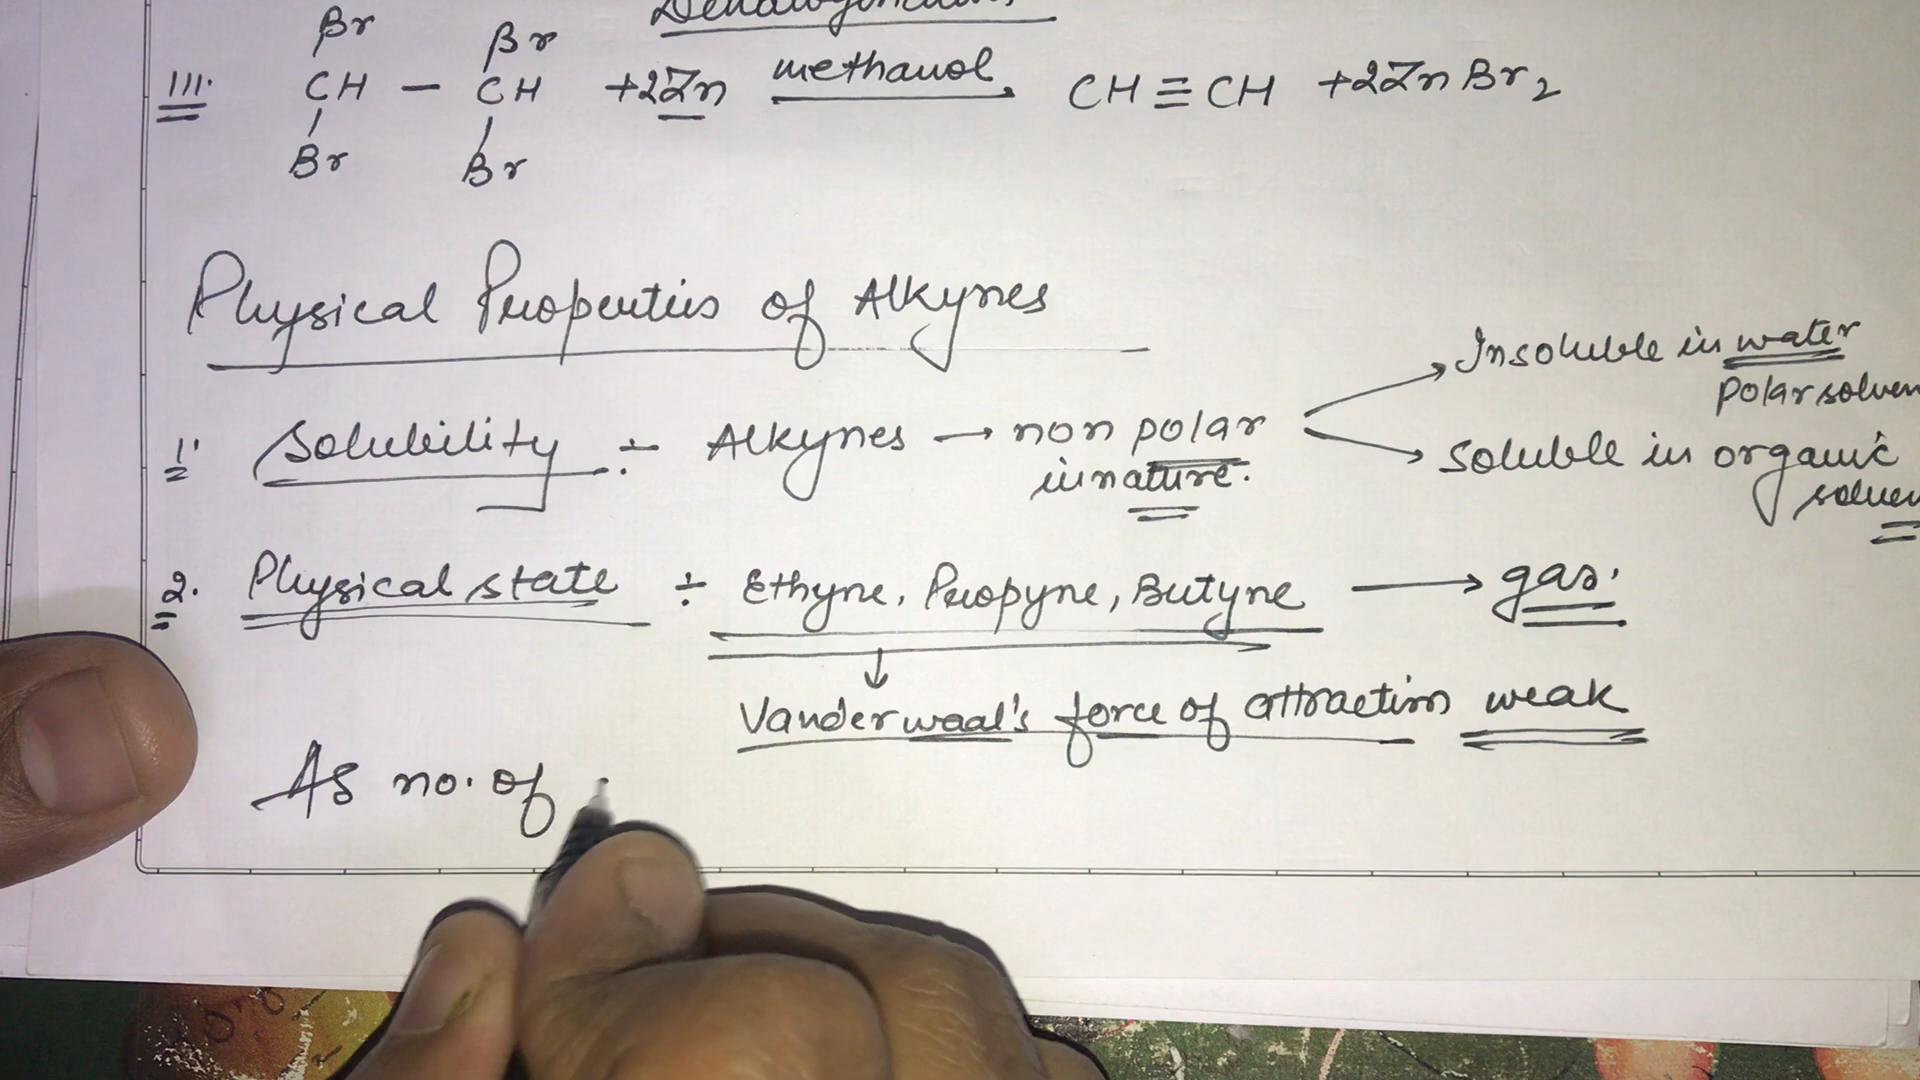 Br Br
III. CH — CH +2Zn methanol CH≡CH +2ZnBr2
Br Br
Physical Properties of Alkynes
1. Solubility ÷ Alkynes → non polar in nature.
Insoluble in water
Polar solven
Soluble in organic
solven
2. Physical state ÷ Ethyne, Propyne, Butyne → gas.
↓
Vanderwaal's force of attraction weak
As no. of